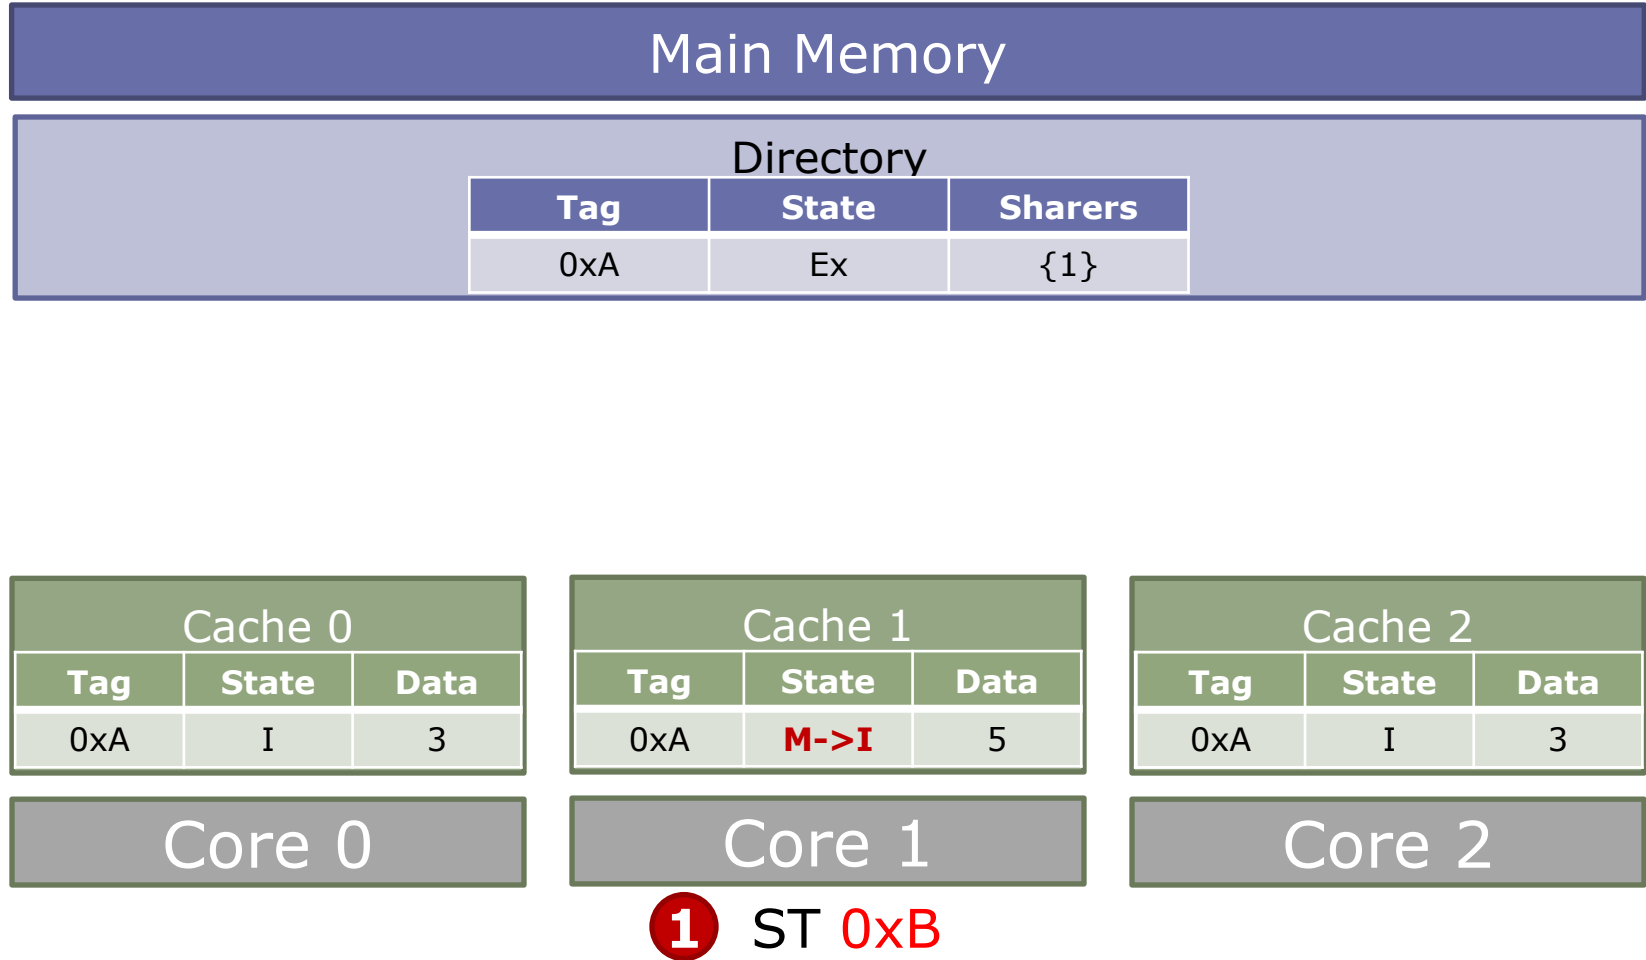 Main Memory
Directory
Tag State Sharers
0xA Ex {1}
Cache 0
Tag State Data
0xA I 3
Cache 1
Tag State Data
0xA M->I 5
Cache 2
Tag State Data
0xA I 3
Core 0
Core 1
Core 2
1 ST 0xB